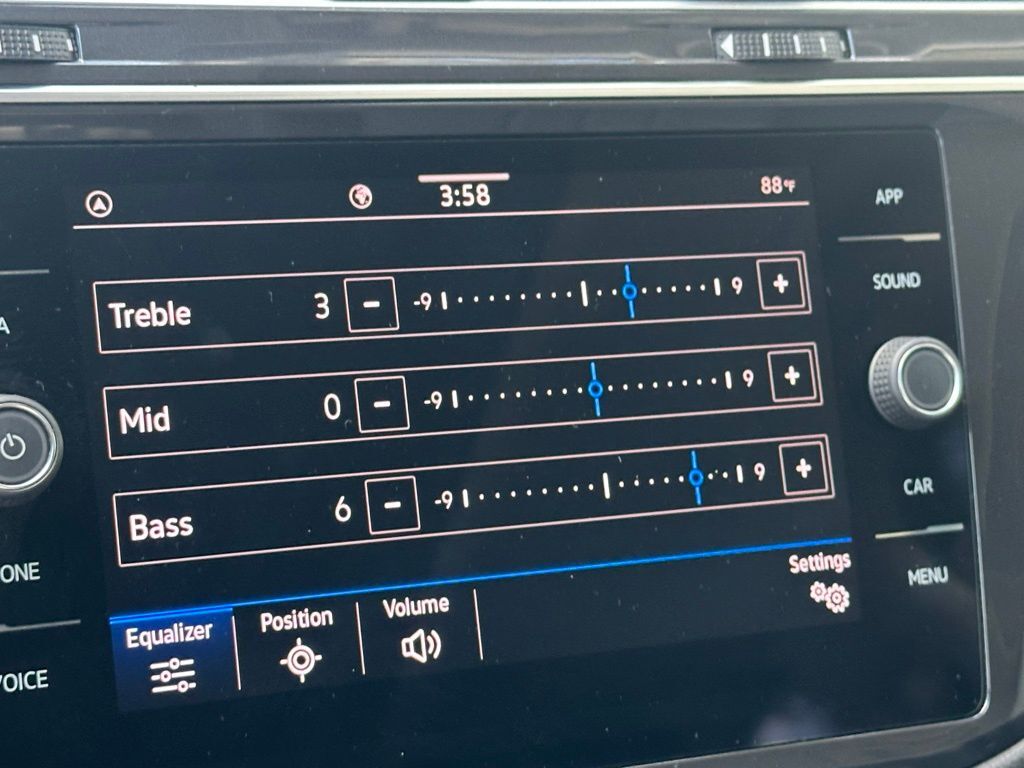 3:58
88°F
APP
Treble 3 - -9 9 +
SOUND
A
Mid 0 - -9 9 +
Bass 6 - -9 9 +
CAR
ONE
Settings
MENU
Equalizer Position Volume
VOICE